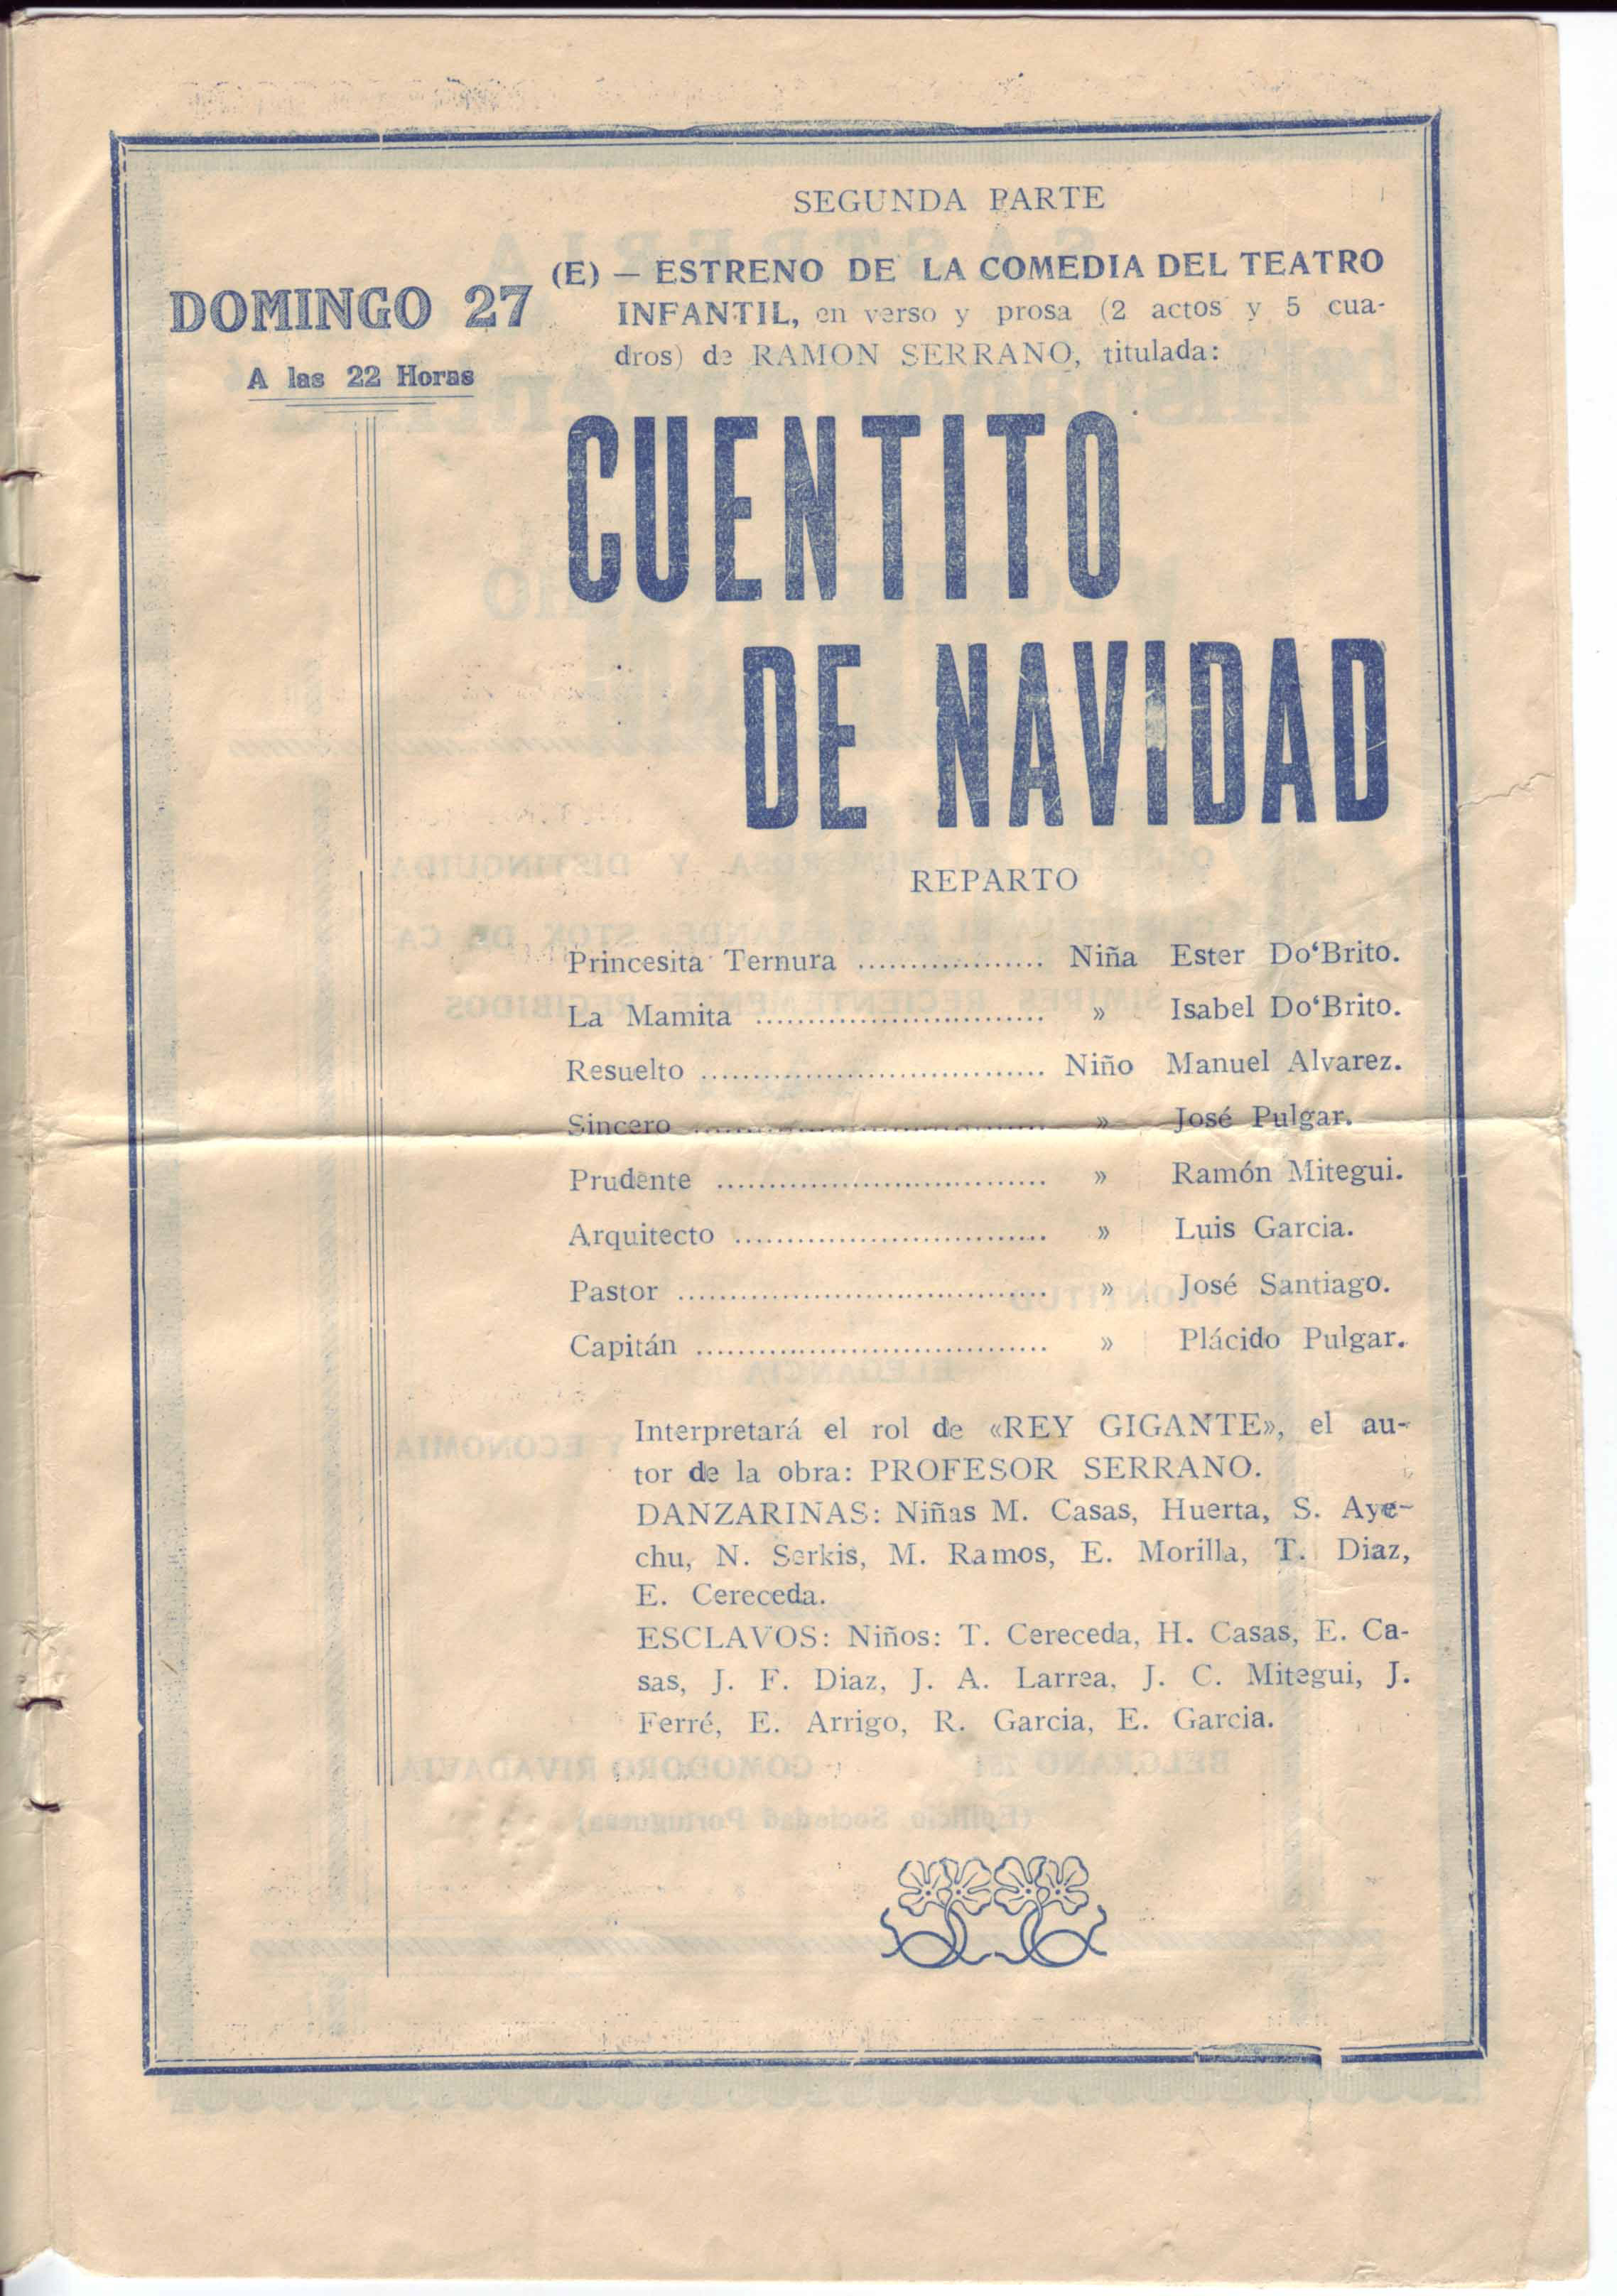 SEGUNDA PARTE
DOMINGO 27
A las 22 Horas
(E) — ESTRENO DE LA COMEDIA DEL TEATRO
INFANTIL, en verso y prosa (2 actos y 5 cua-
dros) de RAMON SERRANO, titulada:
CUENTITO
DE NAVIDAD
REPARTO
Princesita Ternura .................. Niña Ester Do‘Brito.
La Mamita ............................ » Isabel Do‘Brito.
Resuelto ................................. Niño Manuel Alvarez.
Sincero .................................. » José Pulgar.
Prudente ................................ » Ramón Mitegui.
Arquitecto .............................. » Luis Garcia.
Pastor .................................... » José Santiago.
Capitán .................................. » Plácido Pulgar.
Interpretará el rol de «REY GIGANTE», el au-
tor de la obra: PROFESOR SERRANO.
DANZARINAS: Niñas M. Casas, Huerta, S. Aye-
chu, N. Serkis, M. Ramos, E. Morilla, T. Diaz,
E. Cereceda.
ESCLAVOS: Niños: T. Cereceda, H. Casas, E. Ca-
sas, J. F. Diaz, J. A. Larrea, J. C. Mitegui, J.
Ferré, E. Arrigo, R. Garcia, E. Garcia.